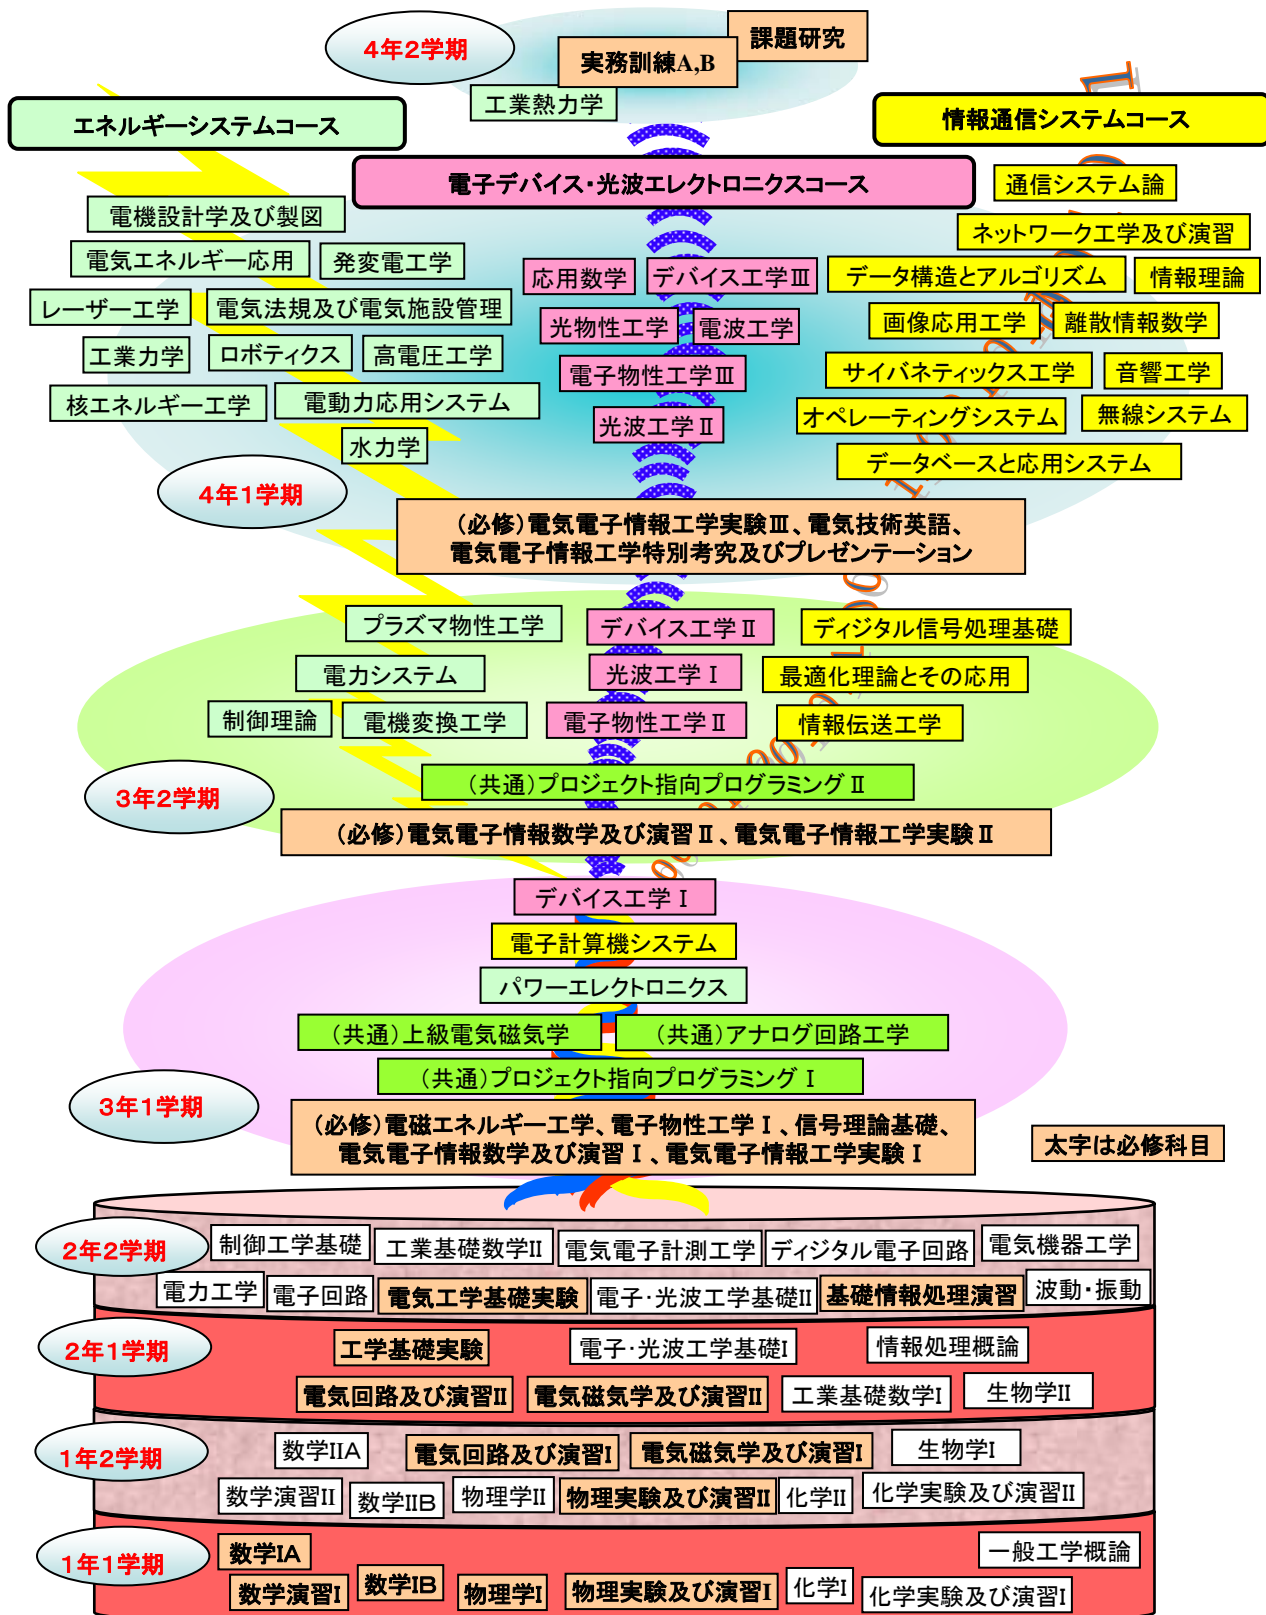 4年2学期
課題研究
実務訓練A,B
工業熱力学
エネルギーシステムコース
情報通信システムコース
電子デバイス・光波エレクトロニクスコース
通信システム論
電機設計学及び製図
ネットワーク工学及び演習
電気エネルギー応用
発変電工学
応用数学
デバイス工学Ⅲ
データ構造とアルゴリズム
情報理論
レーザー工学
電気法規及び電気施設管理
光物性工学
電波工学
画像応用工学
離散情報数学
工業力学
ロボティクス
高電圧工学
電子物性工学Ⅲ
サイバネティックス工学
音響工学
核エネルギー工学
電動力応用システム
光波工学Ⅱ
オペレーティングシステム
無線システム
水力学
データベースと応用システム
4年1学期
（必修）電気電子情報工学実験Ⅲ、電気技術英語、
電気電子情報工学特別考究及びプレゼンテーション
プラズマ物性工学
デバイス工学Ⅱ
ディジタル信号処理基礎
電力システム
光波工学Ⅰ
最適化理論とその応用
制御理論
電機変換工学
電子物性工学Ⅱ
情報伝送工学
3年2学期
（共通）プロジェクト指向プログラミングⅡ
（必修）電気電子情報数学及び演習Ⅱ、電気電子情報工学実験Ⅱ
デバイス工学Ⅰ
電子計算機システム
パワーエレクトロニクス
（共通）上級電気磁気学
（共通）アナログ回路工学
（共通）プロジェクト指向プログラミングⅠ
3年1学期
（必修）電磁エネルギー工学、電子物性工学Ⅰ、信号理論基礎、
電気電子情報数学及び演習Ⅰ、電気電子情報工学実験Ⅰ
太字は必修科目
2年2学期
制御工学基礎
工業基礎数学II
電気電子計測工学
ディジタル電子回路
電気機器工学
電力工学
電子回路
電気工学基礎実験
電子・光波工学基礎II
基礎情報処理演習
波動・振動
2年1学期
工学基礎実験
電子・光波工学基礎I
情報処理概論
電気回路及び演習II
電気磁気学及び演習II
工業基礎数学I
生物学II
1年2学期
数学IIA
電気回路及び演習I
電気磁気学及び演習I
生物学I
数学演習II
数学IIB
物理学II
物理実験及び演習II
化学II
化学実験及び演習II
1年1学期
数学IA
一般工学概論
数学演習I
数学IB
物理学I
物理実験及び演習I
化学I
化学実験及び演習I